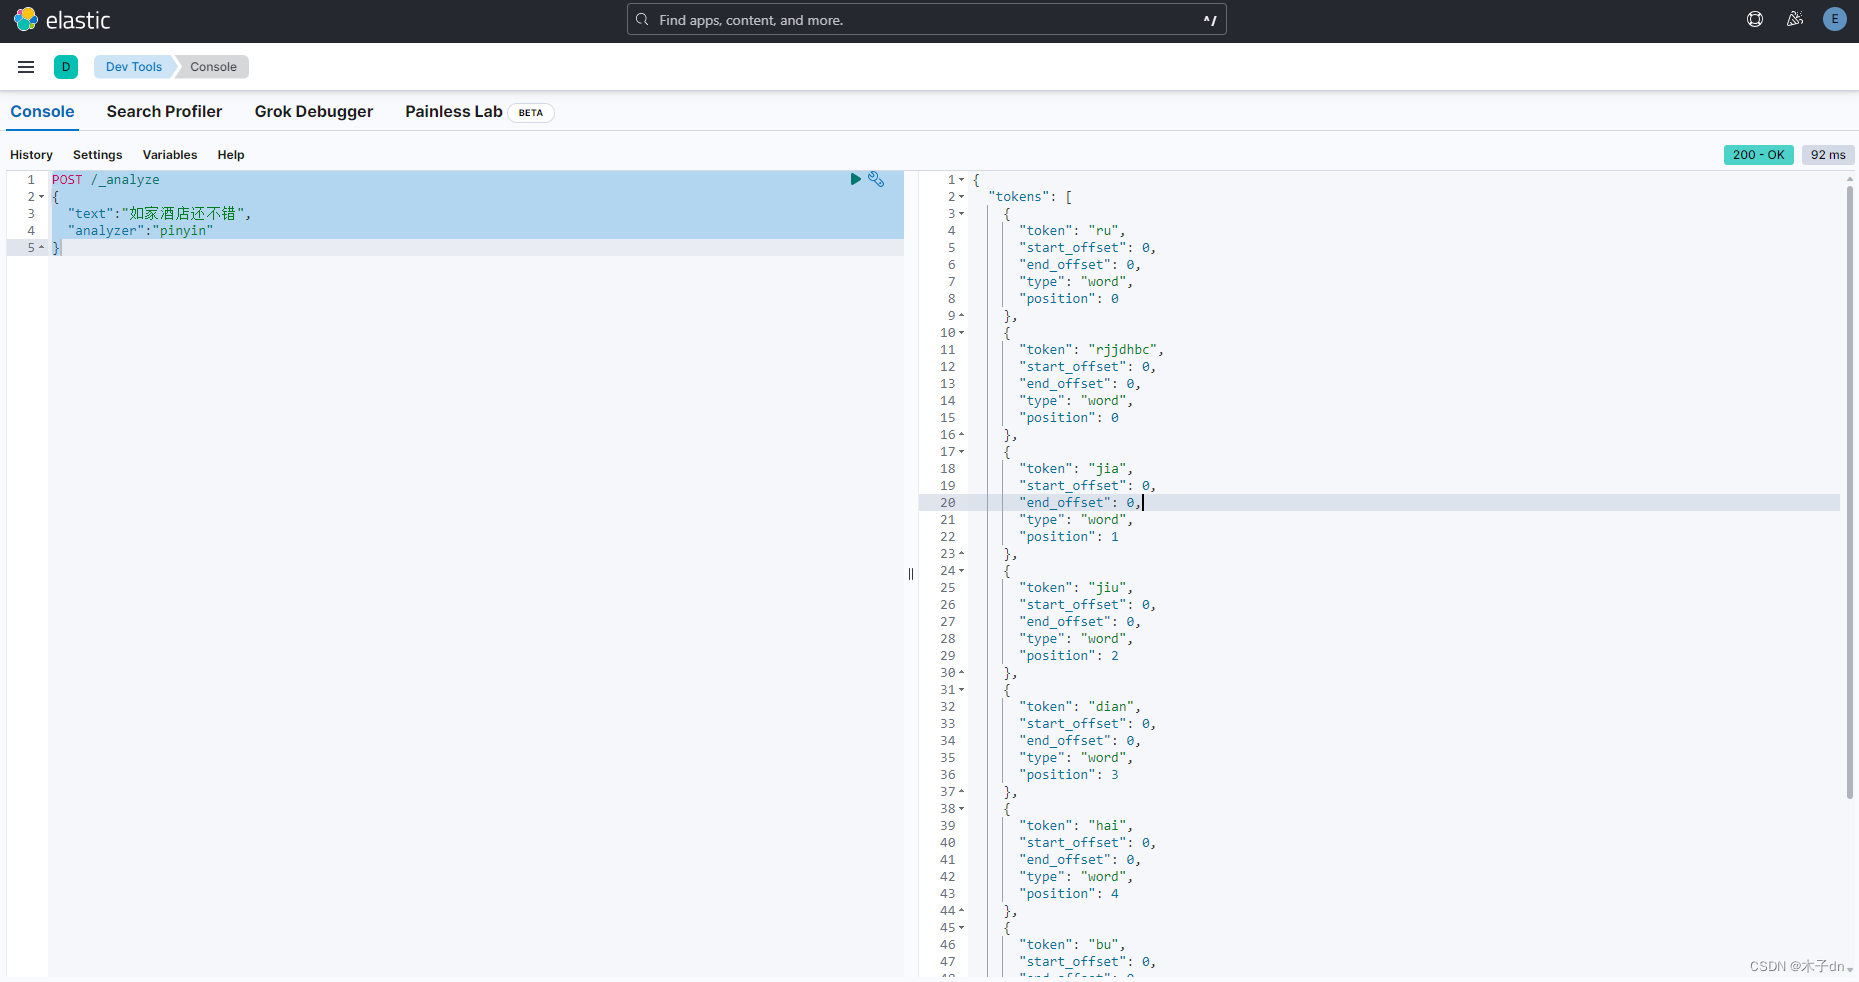 elastic
Find apps, content, and more.
^/
E
D
Dev Tools
Console
Console
Search Profiler
Grok Debugger
Painless Lab
BETA
History
Settings
Variables
Help
200 - OK
92 ms
1 POST /_analyze
2 {
3 "text":"如家酒店还不错",
4 "analyzer":"pinyin"
5 }
1 {
2 "tokens": [
3 {
4 "token": "ru",
5 "start_offset": 0,
6 "end_offset": 0,
7 "type": "word",
8 "position": 0
9 },
10 {
11 "token": "rjjdhbc",
12 "start_offset": 0,
13 "end_offset": 0,
14 "type": "word",
15 "position": 0
16 },
17 {
18 "token": "jia",
19 "start_offset": 0,
20 "end_offset": 0,
21 "type": "word",
22 "position": 1
23 },
24 {
25 "token": "jiu",
26 "start_offset": 0,
27 "end_offset": 0,
28 "type": "word",
29 "position": 2
30 },
31 {
32 "token": "dian",
33 "start_offset": 0,
34 "end_offset": 0,
35 "type": "word",
36 "position": 3
37 },
38 {
39 "token": "hai",
40 "start_offset": 0,
41 "end_offset": 0,
42 "type": "word",
43 "position": 4
44 },
45 {
46 "token": "bu",
47 "start_offset": 0,
CSDN @木子dn